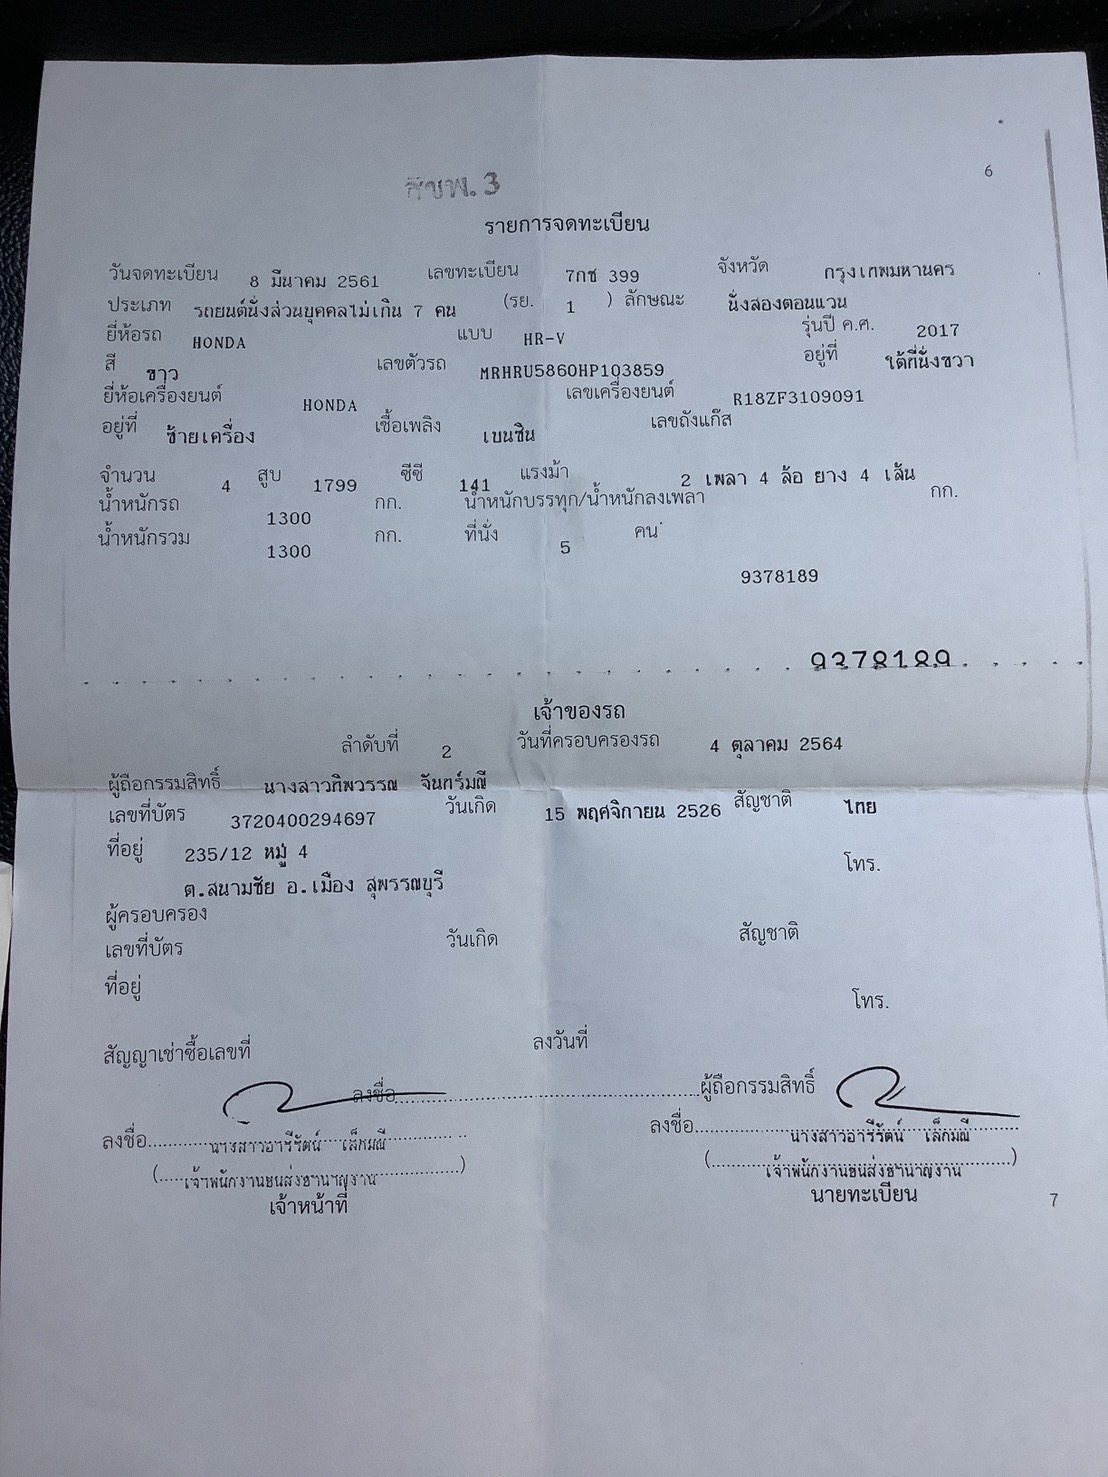 สขพ. 3
6
รายการจดทะเบียน
วันจดทะเบียน 8 มีนาคม 2561 เลขทะเบียน 7กช 399 จังหวัด กรุงเทพมหานคร
ประเภท รถยนต์นั่งส่วนบุคคลไม่เกิน 7 คน (รย. 1 ) ลักษณะ นั่งสองตอนแวน
ยี่ห้อรถ HONDA แบบ HR-V รุ่นปี ค.ศ. 2017
สี ขาว เลขตัวรถ MRHRU5860HP103859 อยู่ที่ ใต้ที่นั่งขวา
ยี่ห้อเครื่องยนต์ HONDA เลขเครื่องยนต์ R18ZF3109091
อยู่ที่ ซ้ายเครื่อง เชื้อเพลิง เบนซิน เลขถังแก๊ส
จำนวน 4 สูบ 1799 ซีซี 141 แรงม้า 2 เพลา 4 ล้อ ยาง 4 เส้น
น้ำหนักรถ 1300 กก. น้ำหนักบรรทุก/น้ำหนักลงเพลา กก.
น้ำหนักรวม 1300 กก. ที่นั่ง 5 คน
9378189
9378189
เจ้าของรถ
ลำดับที่ 2 วันที่ครอบครองรถ 4 ตุลาคม 2564
ผู้ถือกรรมสิทธิ์ นางสาวทิพวรรณ จันทร์มณี
เลขที่บัตร 3720400294697 วันเกิด 15 พฤศจิกายน 2526 สัญชาติ ไทย
ที่อยู่ 235/12 หมู่ 4 โทร.
ต.สนามชัย อ.เมือง สุพรรณบุรี
ผู้ครอบครอง
เลขที่บัตร วันเกิด สัญชาติ
ที่อยู่ โทร.
สัญญาเช่าซื้อเลขที่ ลงวันที่
ลงชื่อ ผู้ถือกรรมสิทธิ์
ลงชื่อ นางสาวอารีรัตน์ เล็กมณี ลงชื่อ นางสาวอารีรัตน์ เล็กมณี
(เจ้าพนักงานขนส่งชำนาญงาน) (เจ้าพนักงานขนส่งชำนาญงาน)
เจ้าหน้าที่ นายทะเบียน
7